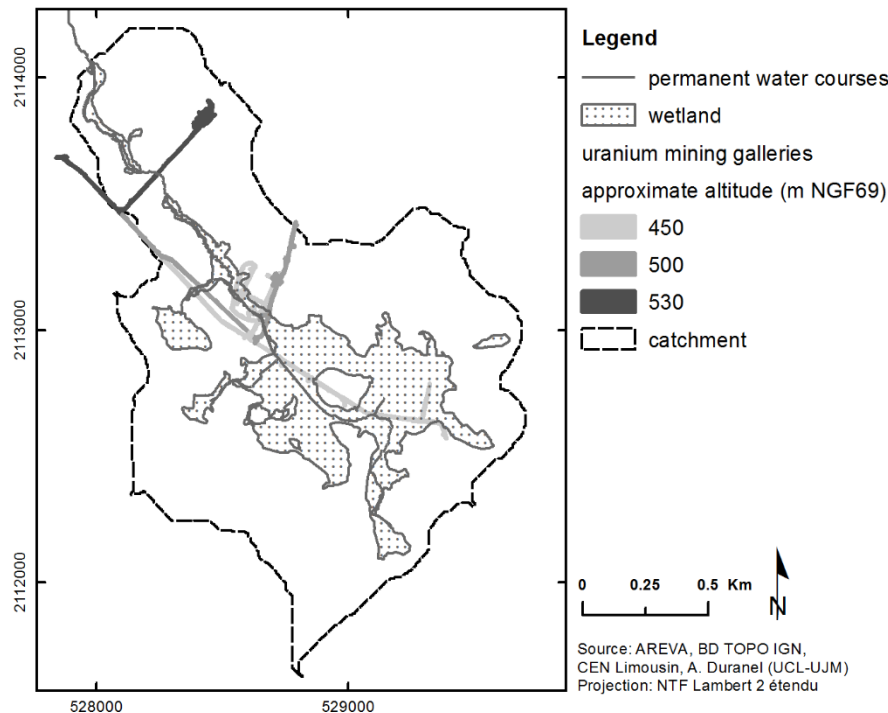 2114000
2113000
2112000
528000
529000
Legend
permanent water courses
wetland
uranium mining galleries
approximate altitude (m NGF69)
450
500
530
catchment
0 0.25 0.5 Km
N
Source: AREVA, BD TOPO IGN,
CEN Limousin, A. Duranel (UCL-UJM)
Projection: NTF Lambert 2 étendu